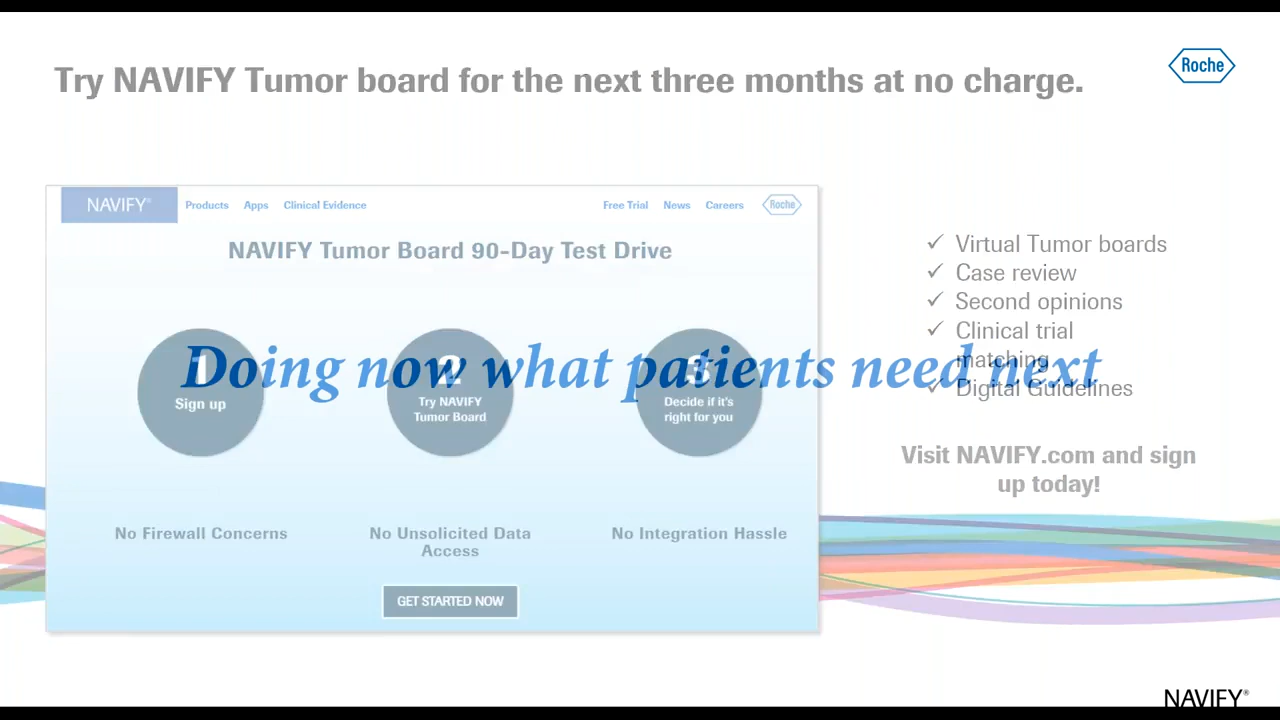 Try NAVIFY Tumor board for the next three months at no charge.
Roche
NAVIFY®
Products Apps Clinical Evidence
Free Trial News Careers
Roche
NAVIFY Tumor Board 90-Day Test Drive
1
Sign up
2
Try NAVIFY
Tumor Board
3
Decide if it's
right for you
Doing now what patients need next
No Firewall Concerns
No Unsolicited Data
Access
No Integration Hassle
GET STARTED NOW
✓ Virtual Tumor boards
✓ Case review
✓ Second opinions
✓ Clinical trial
matching
✓ Digital Guidelines
Visit NAVIFY.com and sign
up today!
NAVIFY®